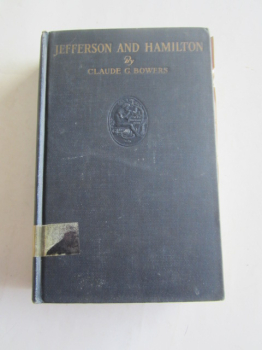 JEFFERSON AND HAMILTON
By
CLAUDE G BOWERS